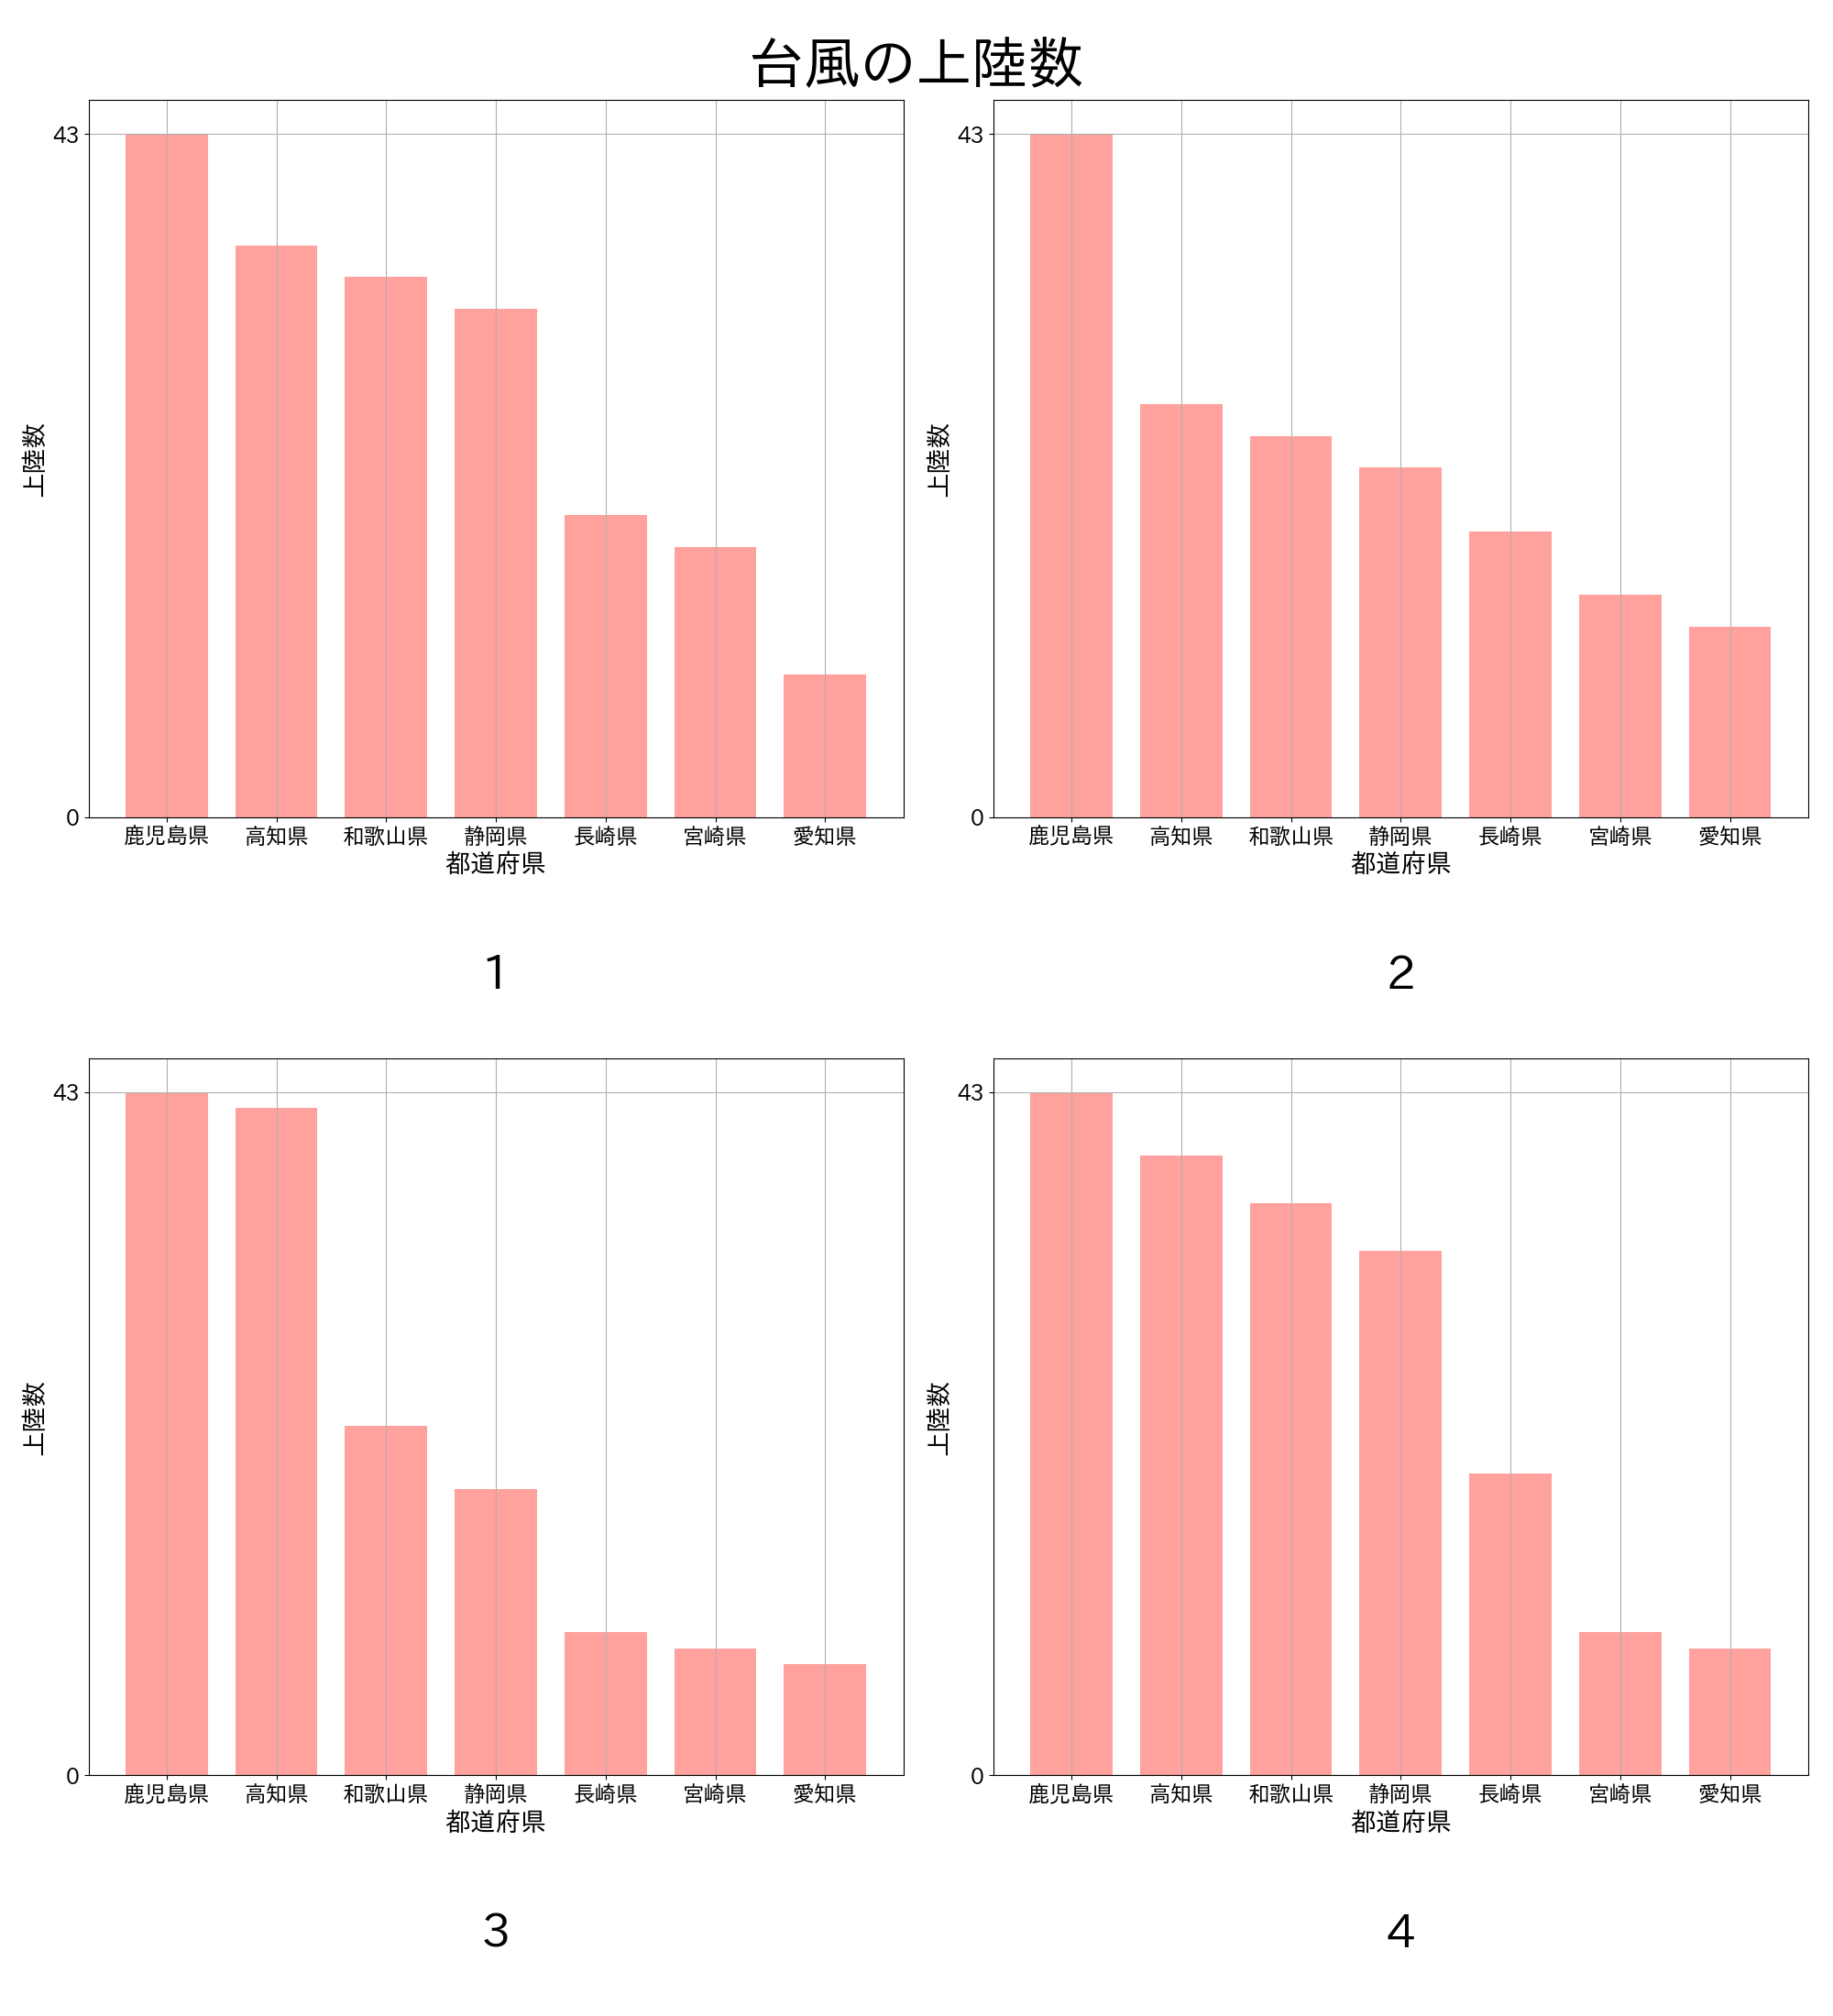 台風の上陸数
43
0
上陸数
鹿児島県 高知県 和歌山県 静岡県 長崎県 宮崎県 愛知県
都道府県
1
43
0
上陸数
鹿児島県 高知県 和歌山県 静岡県 長崎県 宮崎県 愛知県
都道府県
2
43
0
上陸数
鹿児島県 高知県 和歌山県 静岡県 長崎県 宮崎県 愛知県
都道府県
3
43
0
上陸数
鹿児島県 高知県 和歌山県 静岡県 長崎県 宮崎県 愛知県
都道府県
4